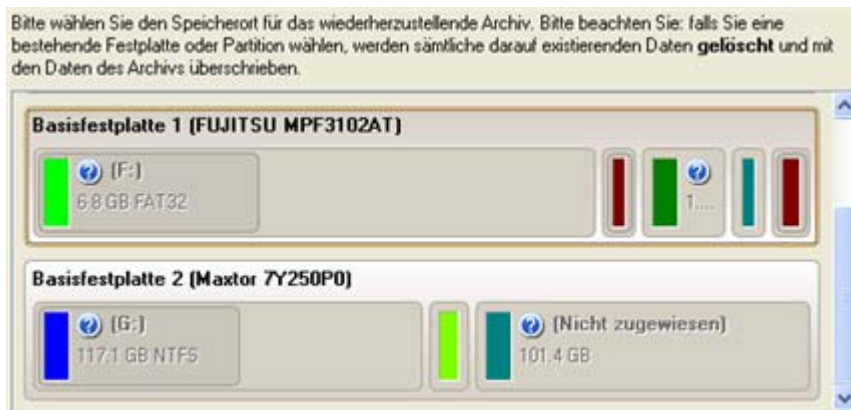 Bitte wählen Sie den Speicherort für das wiederherzustellende Archiv. Bitte beachten Sie: falls Sie eine
bestehende Festplatte oder Partition wählen, werden sämtliche darauf existierenden Daten gelöscht und mit
den Daten des Archivs überschrieben.
Basisfestplatte 1 (FUJITSU MPF3102AT)
(F:)
6.8 GB FAT32
1....
Basisfestplatte 2 (Maxtor 7Y250P0)
(G:)
117.1 GB NTFS
(Nicht zugewiesen)
101.4 GB